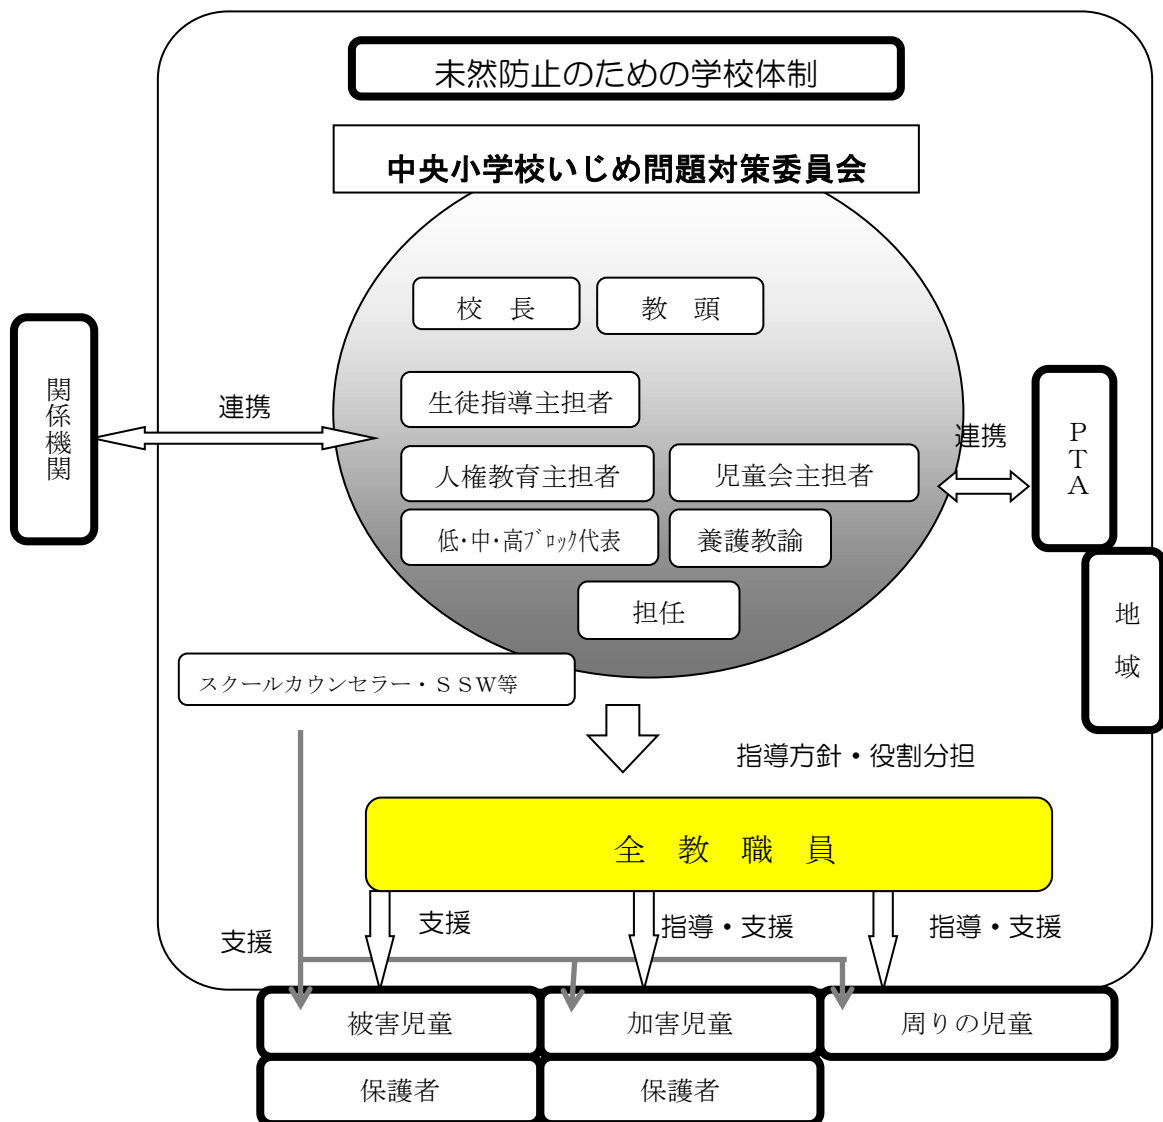 未然防止のための学校体制
中央小学校いじめ問題対策委員会
校　長
教　頭
関係機関
連携
生徒指導主担者
連携
PTA
人権教育主担者
児童会主担者
低･中･高ﾌﾞﾛｯｸ代表
養護教諭
担任
地域
スクールカウンセラー・ＳＳＷ等
指導方針・役割分担
全　教　職　員
支援
支援
指導・支援
指導・支援
被害児童
加害児童
周りの児童
保護者
保護者